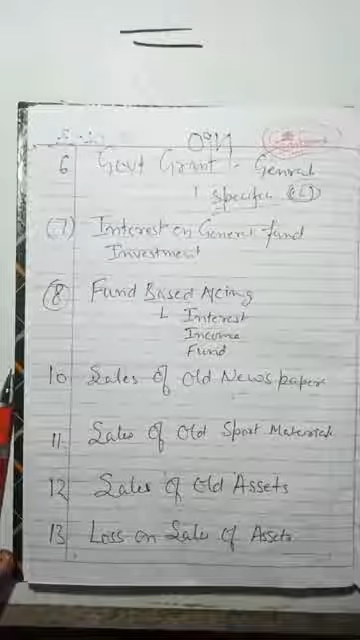 6 Govt Grant - General
↳ Specific (BS)
(7) Interest on General fund
Investment
(8) Fund Based A/cing
↳ Interest
Income
Fund
10 Sales of Old News paper
11 Sales of Old Sport Material
12 Sales of Old Assets
13 Loss on Sale of Assets